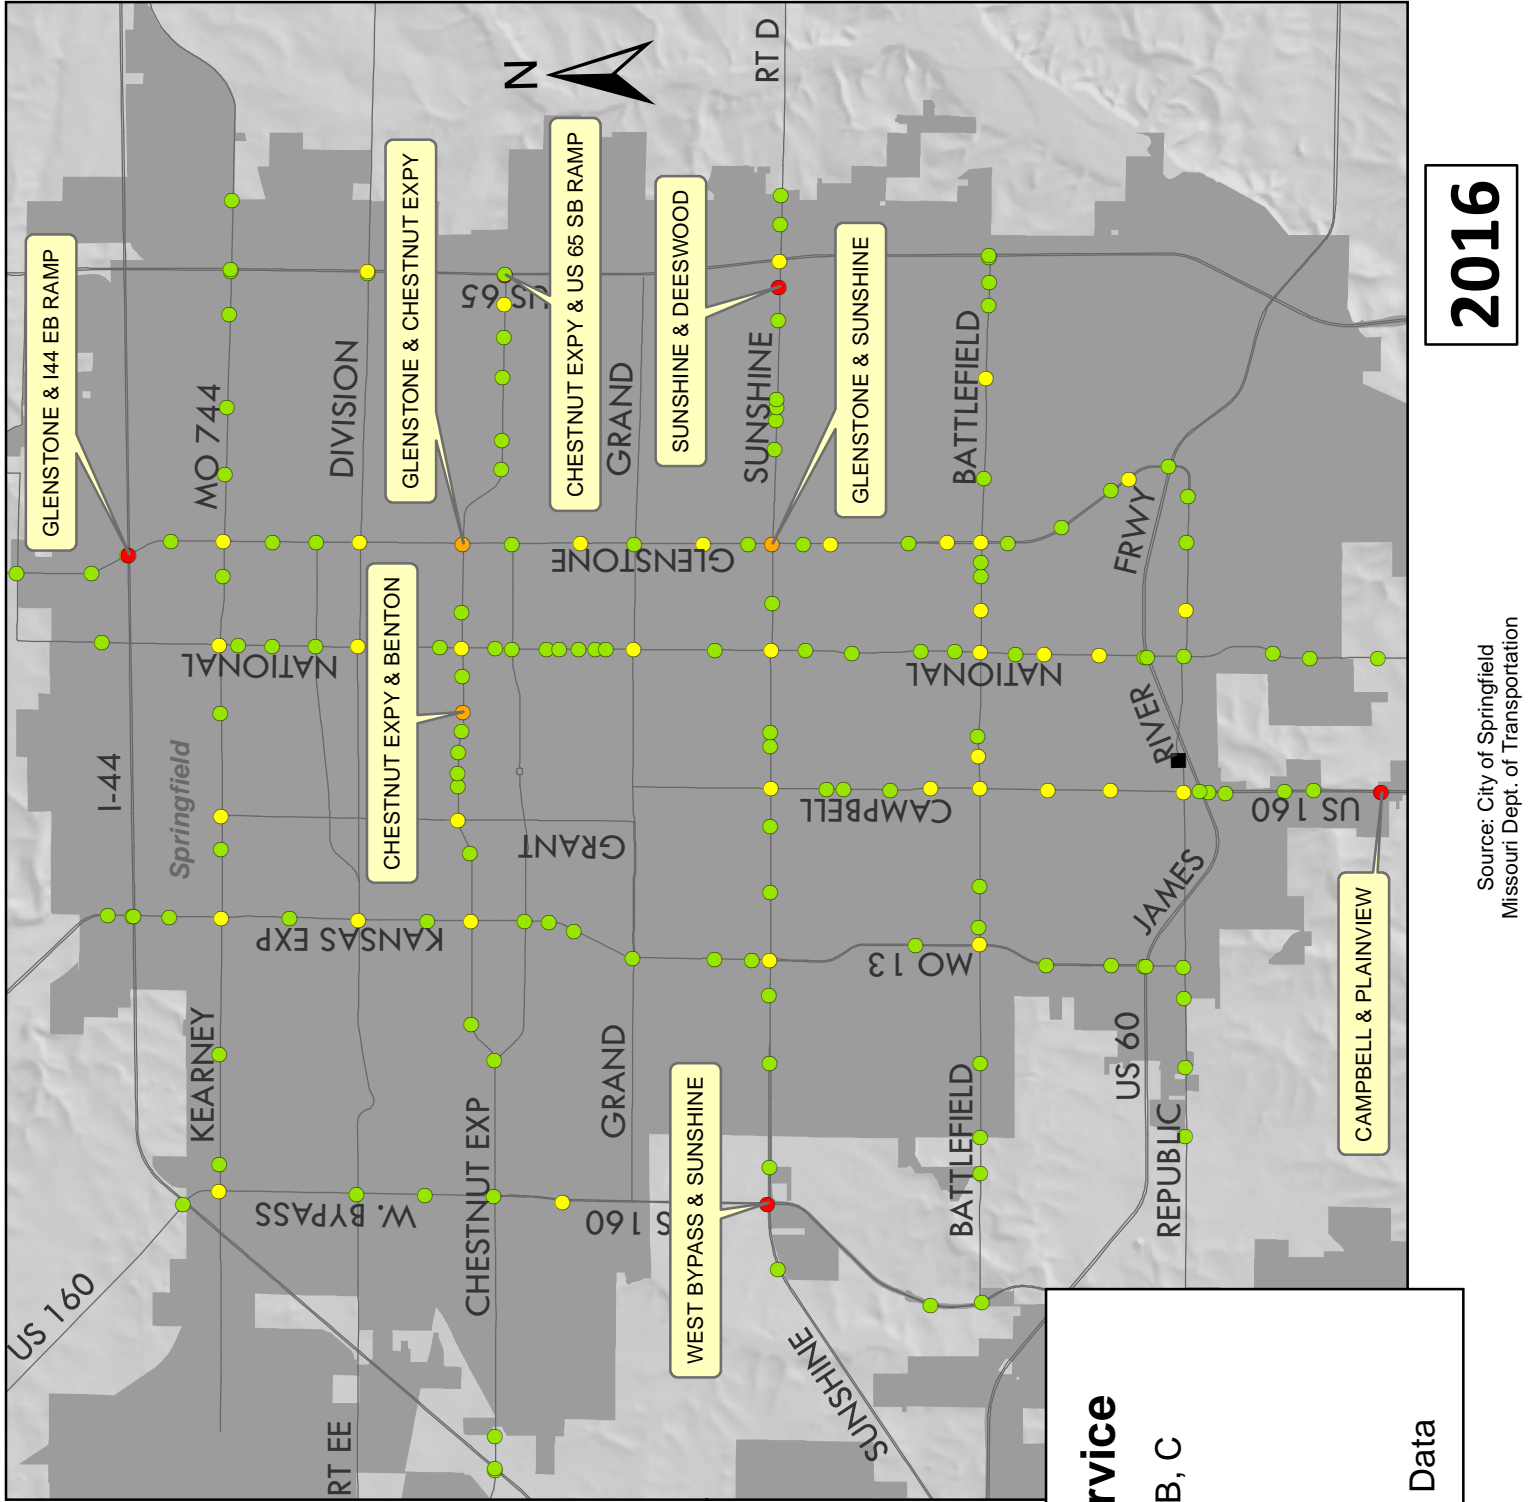 GLENSTONE & I44 EB RAMP
GLENSTONE & CHESTNUT EXPY
CHESTNUT EXPY & US 65 SB RAMP
SUNSHINE & DEESWOOD
GLENSTONE & SUNSHINE
CHESTNUT EXPY & BENTON
WEST BYPASS & SUNSHINE
CAMPBELL & PLAINVIEW
N
RT D
US 65
MO 744
DIVISION
GRAND
SUNSHINE
BATTLEFIELD
GLENSTONE
FRWY
NATIONAL
NATIONAL
RIVER
I-44
Springfield
GRANT
CAMPBELL
US 160
JAMES
KANSAS EXP
MO 13
KEARNEY
GRAND
US 60
CHESTNUT EXP
BATTLEFIELD
REPUBLIC
W. BYPASS
S 160
US 160
SUNSHINE
RT EE
rvice
B, C
Data
2016
Source: City of Springfield
Missouri Dept. of Transportation